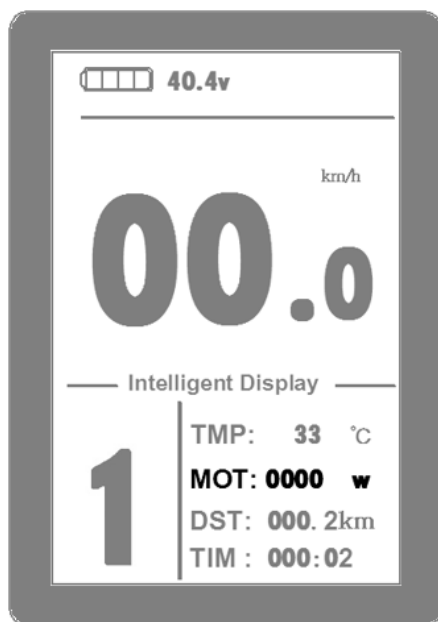 40.4v
km/h
00.0
Intelligent Display
1
TMP: 33 °C
MOT: 0000 w
DST: 000.2km
TIM : 000:02